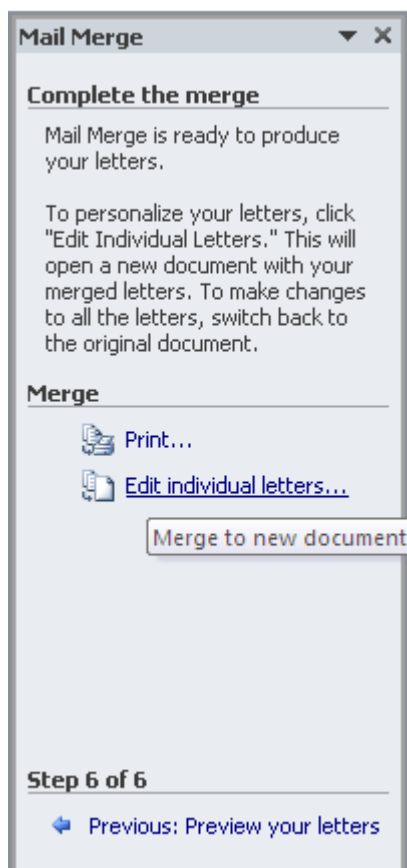 Mail Merge
Complete the merge
Mail Merge is ready to produce
your letters.
To personalize your letters, click
"Edit Individual Letters." This will
open a new document with your
merged letters. To make changes
to all the letters, switch back to
the original document.
Merge
Print...
Edit individual letters...
Merge to new document
Step 6 of 6
Previous: Preview your letters